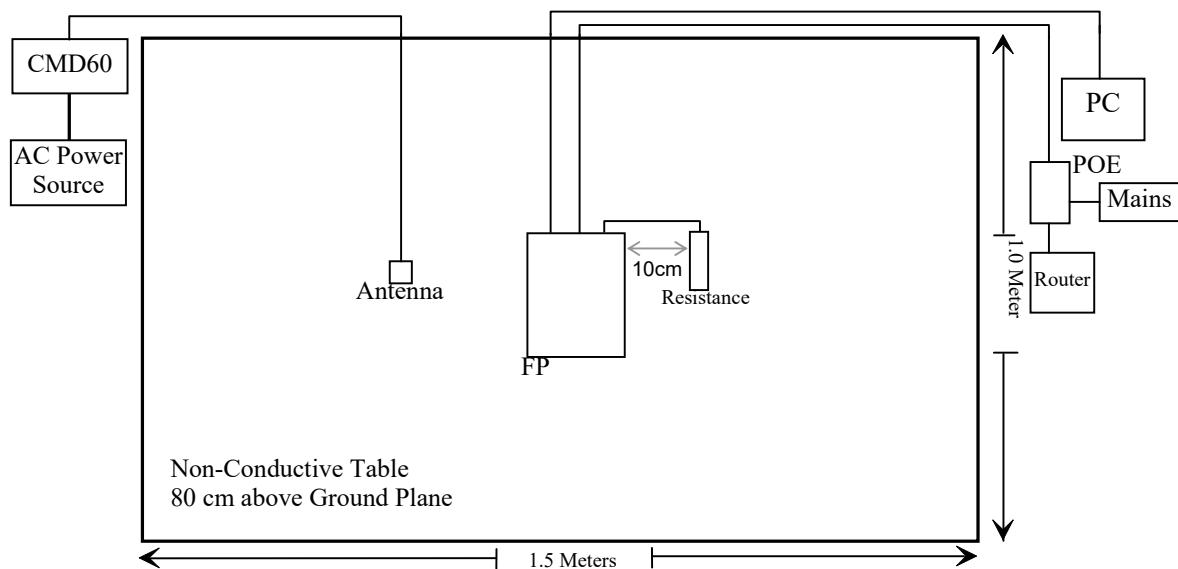 CMD60
AC Power
Source
PC
POE
Mains
Router
1.0 Meter
Antenna
10cm
Resistance
FP
Non-Conductive Table
80 cm above Ground Plane
1.5 Meters